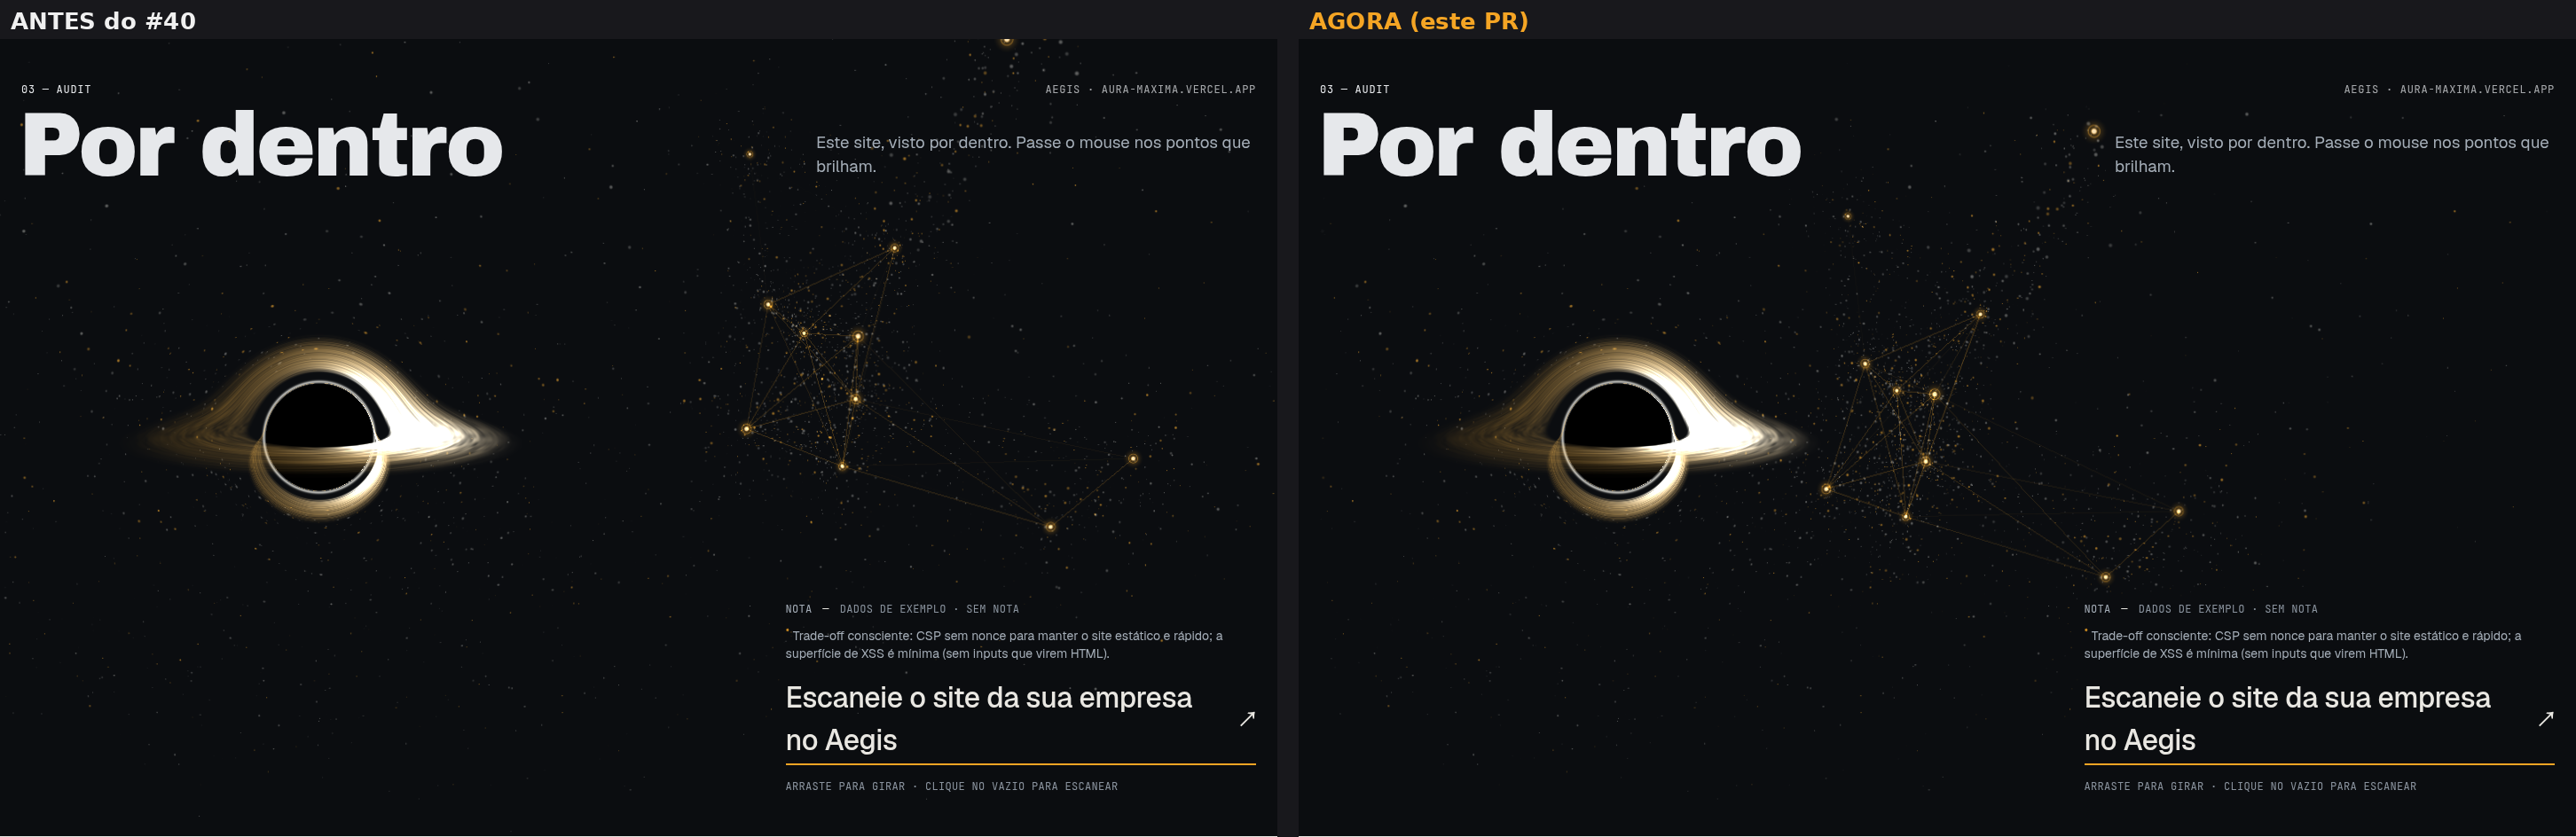 ANTES do #40
03 — AUDIT
AEGIS · AURA-MAXIMA.VERCEL.APP
Por dentro
Este site, visto por dentro. Passe o mouse nos pontos que
brilham.
NOTA — DADOS DE EXEMPLO · SEM NOTA
* Trade-off consciente: CSP sem nonce para manter o site estático e rápido; a
superfície de XSS é mínima (sem inputs que virem HTML).
Escaneie o site da sua empresa
no Aegis ↗
ARRASTE PARA GIRAR · CLIQUE NO VAZIO PARA ESCANEAR
AGORA (este PR)
03 — AUDIT
AEGIS · AURA-MAXIMA.VERCEL.APP
Por dentro
Este site, visto por dentro. Passe o mouse nos pontos que
brilham.
NOTA — DADOS DE EXEMPLO · SEM NOTA
* Trade-off consciente: CSP sem nonce para manter o site estático e rápido; a
superfície de XSS é mínima (sem inputs que virem HTML).
Escaneie o site da sua empresa
no Aegis ↗
ARRASTE PARA GIRAR · CLIQUE NO VAZIO PARA ESCANEAR